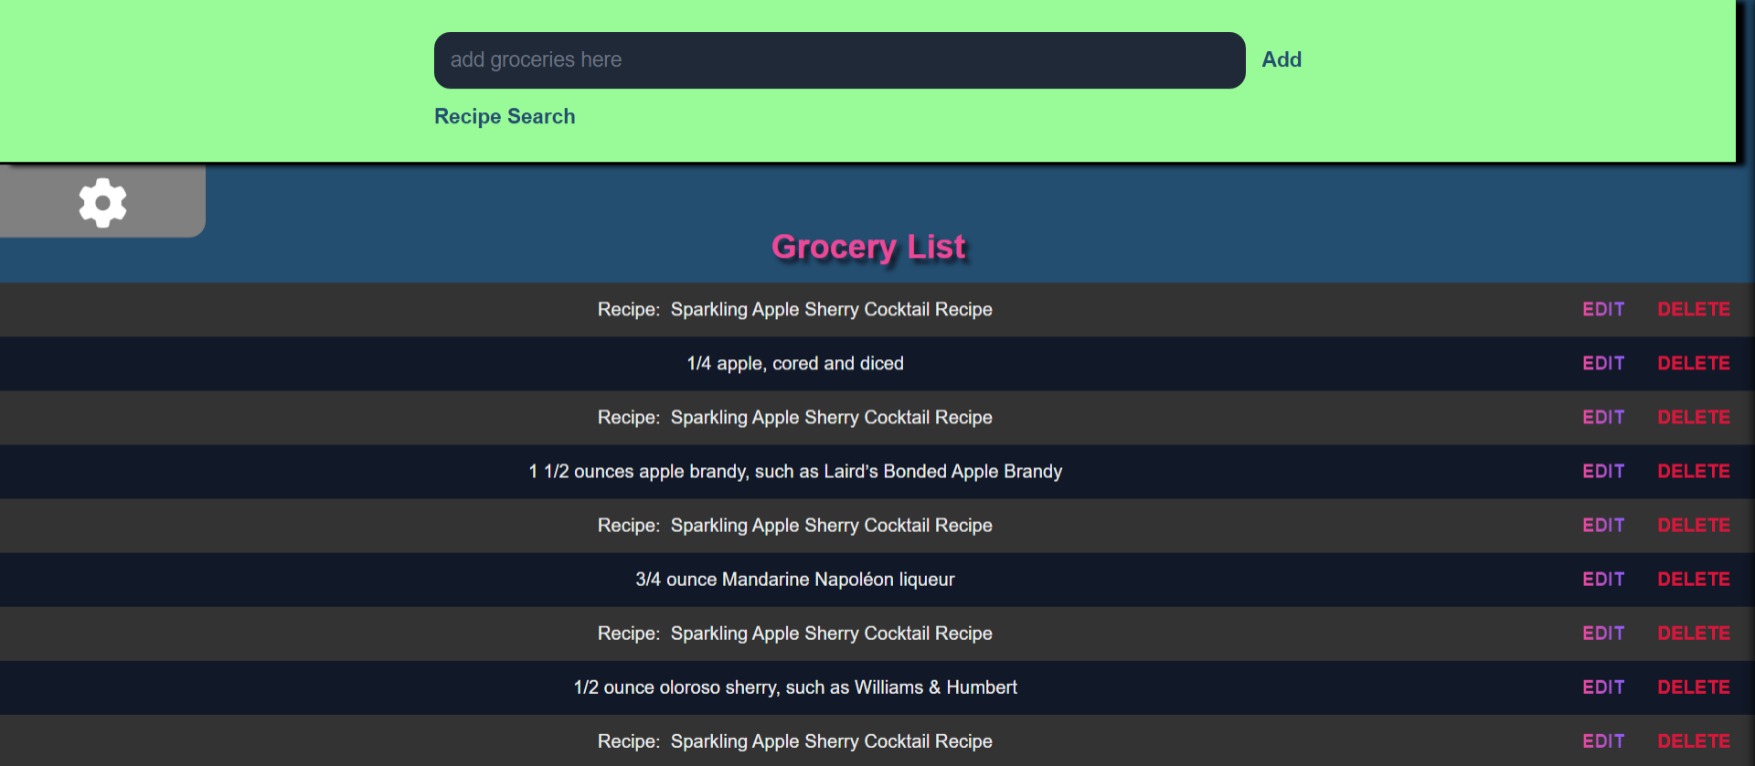 add groceries here
Add
Recipe Search
Grocery List
Recipe: Sparkling Apple Sherry Cocktail Recipe EDIT DELETE
1/4 apple, cored and diced EDIT DELETE
Recipe: Sparkling Apple Sherry Cocktail Recipe EDIT DELETE
1 1/2 ounces apple brandy, such as Laird’s Bonded Apple Brandy EDIT DELETE
Recipe: Sparkling Apple Sherry Cocktail Recipe EDIT DELETE
3/4 ounce Mandarine Napoléon liqueur EDIT DELETE
Recipe: Sparkling Apple Sherry Cocktail Recipe EDIT DELETE
1/2 ounce oloroso sherry, such as Williams & Humbert EDIT DELETE
Recipe: Sparkling Apple Sherry Cocktail Recipe EDIT DELETE